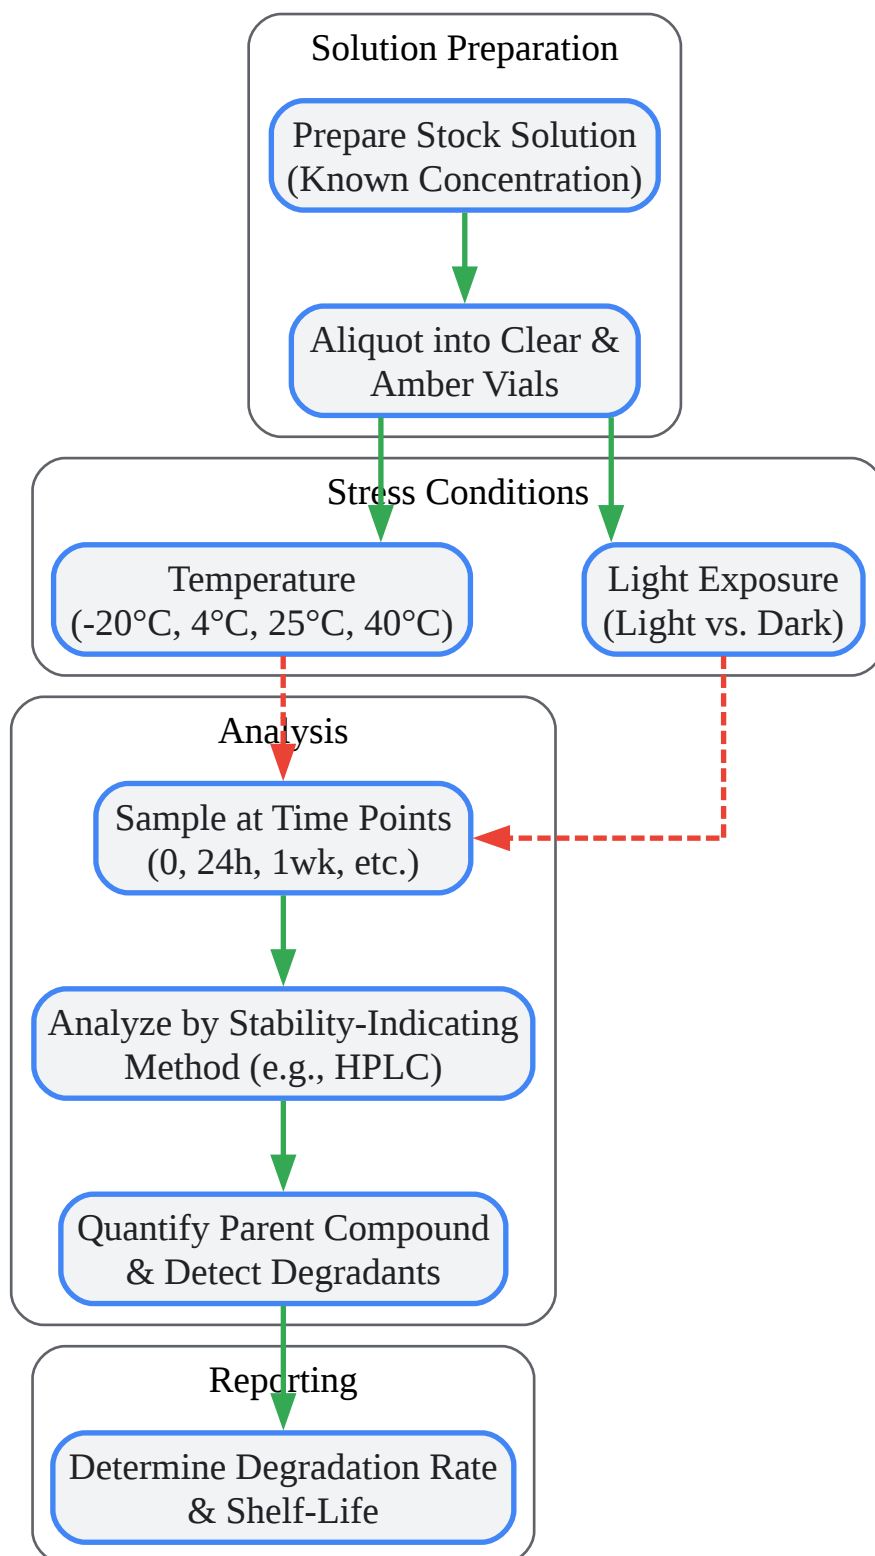 Solution Preparation
Prepare Stock Solution
(Known Concentration)
Aliquot into Clear &
Amber Vials
Stress Conditions
Temperature
(-20°C, 4°C, 25°C, 40°C)
Light Exposure
(Light vs. Dark)
Analysis
Sample at Time Points
(0, 24h, 1wk, etc.)
Analyze by Stability-Indicating
Method (e.g., HPLC)
Quantify Parent Compound
& Detect Degradants
Reporting
Determine Degradation Rate
& Shelf-Life